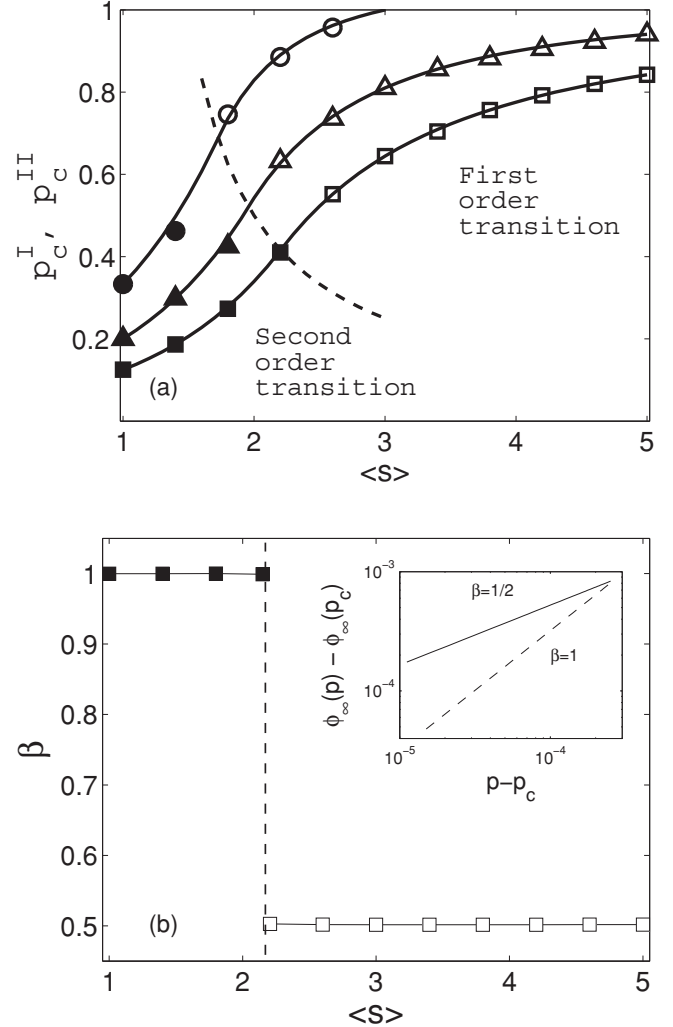 1
0.8
0.6
0.4
0.2
p_c^I, p_c^II
First
order
transition
Second
order
transition
(a)
1 2 3 4 5
<s>
1
0.9
0.8
0.7
0.6
0.5
β
(b)
1 2 3 4 5
<s>
10^-3
10^-4
ϕ_∞(p) − ϕ_∞(p_c)
β=1/2
β=1
10^-5 10^-4
p−p_c